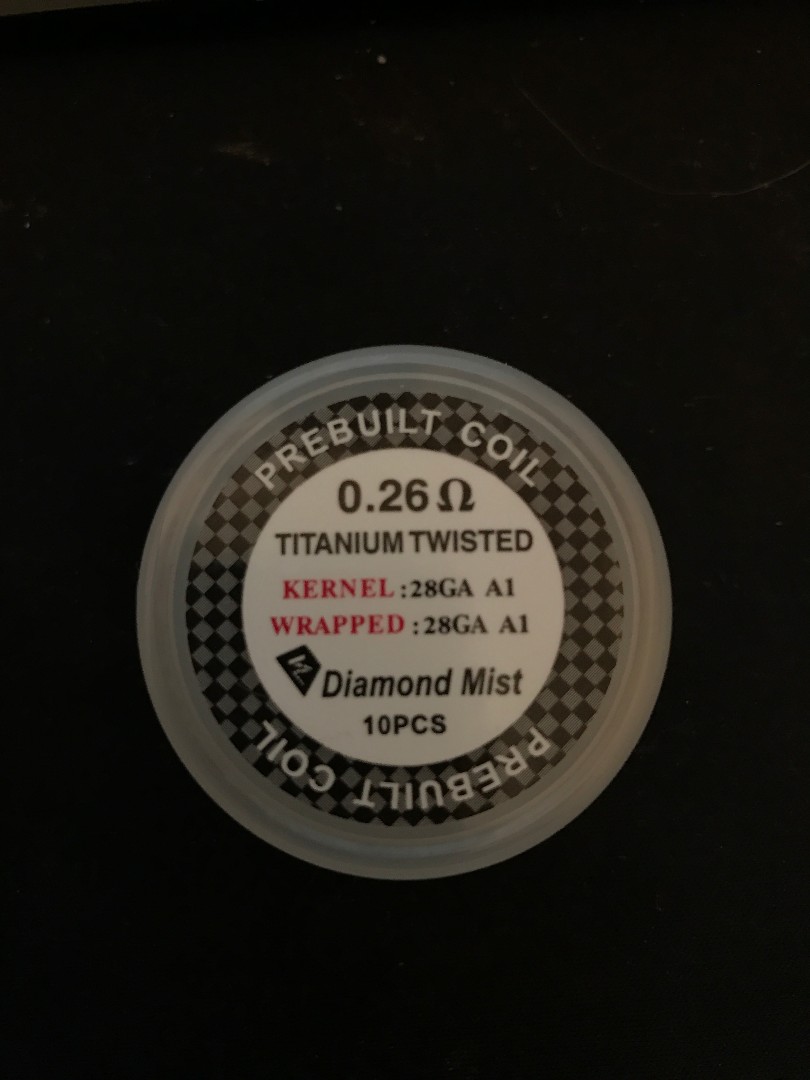 PREBUILT COIL
0.26Ω
TITANIUM TWISTED
KERNEL:28GA A1
WRAPPED:28GA A1
Diamond Mist
10PCS
PREBUILT COIL